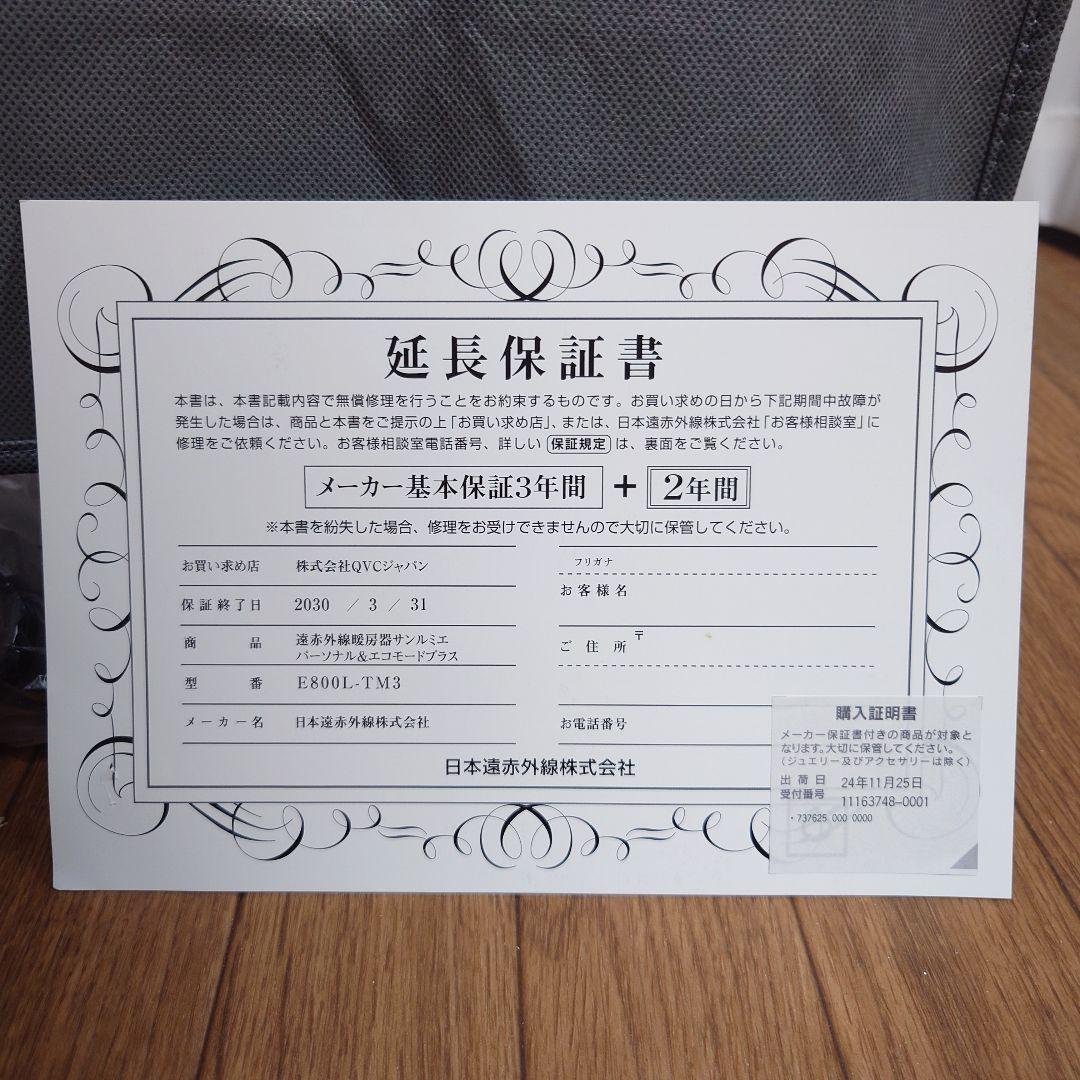 延長保証書
本書は、本書記載内容で無償修理を行うことをお約束するものです。お買い求めの日から下記期間中故障が
発生した場合は、商品と本書をご提示の上「お買い求め店」、または、日本遠赤外線株式会社「お客様相談室」に
修理をご依頼ください。お客様相談室電話番号、詳しい 保証規定 は、裏面をご覧ください。
メーカー基本保証3年間 + 2年間
※本書を紛失した場合、修理をお受けできませんので大切に保管してください。
お買い求め店 株式会社QVCジャパン
保証終了日 2030 / 3 / 31
商品 遠赤外線暖房器サンルミエ
パーソナル&エコモードプラス
型番 E800L-TM3
メーカー名 日本遠赤外線株式会社
フリガナ
お客様名
ご住所 〒
お電話番号
日本遠赤外線株式会社
購入証明書
メーカー保証書付きの商品が対象と
なります。大切に保管してください。
(ジュエリー及びアクセサリーは除く)
出荷日 24年11月25日
受付番号 11163748-0001
・737625 000 0000